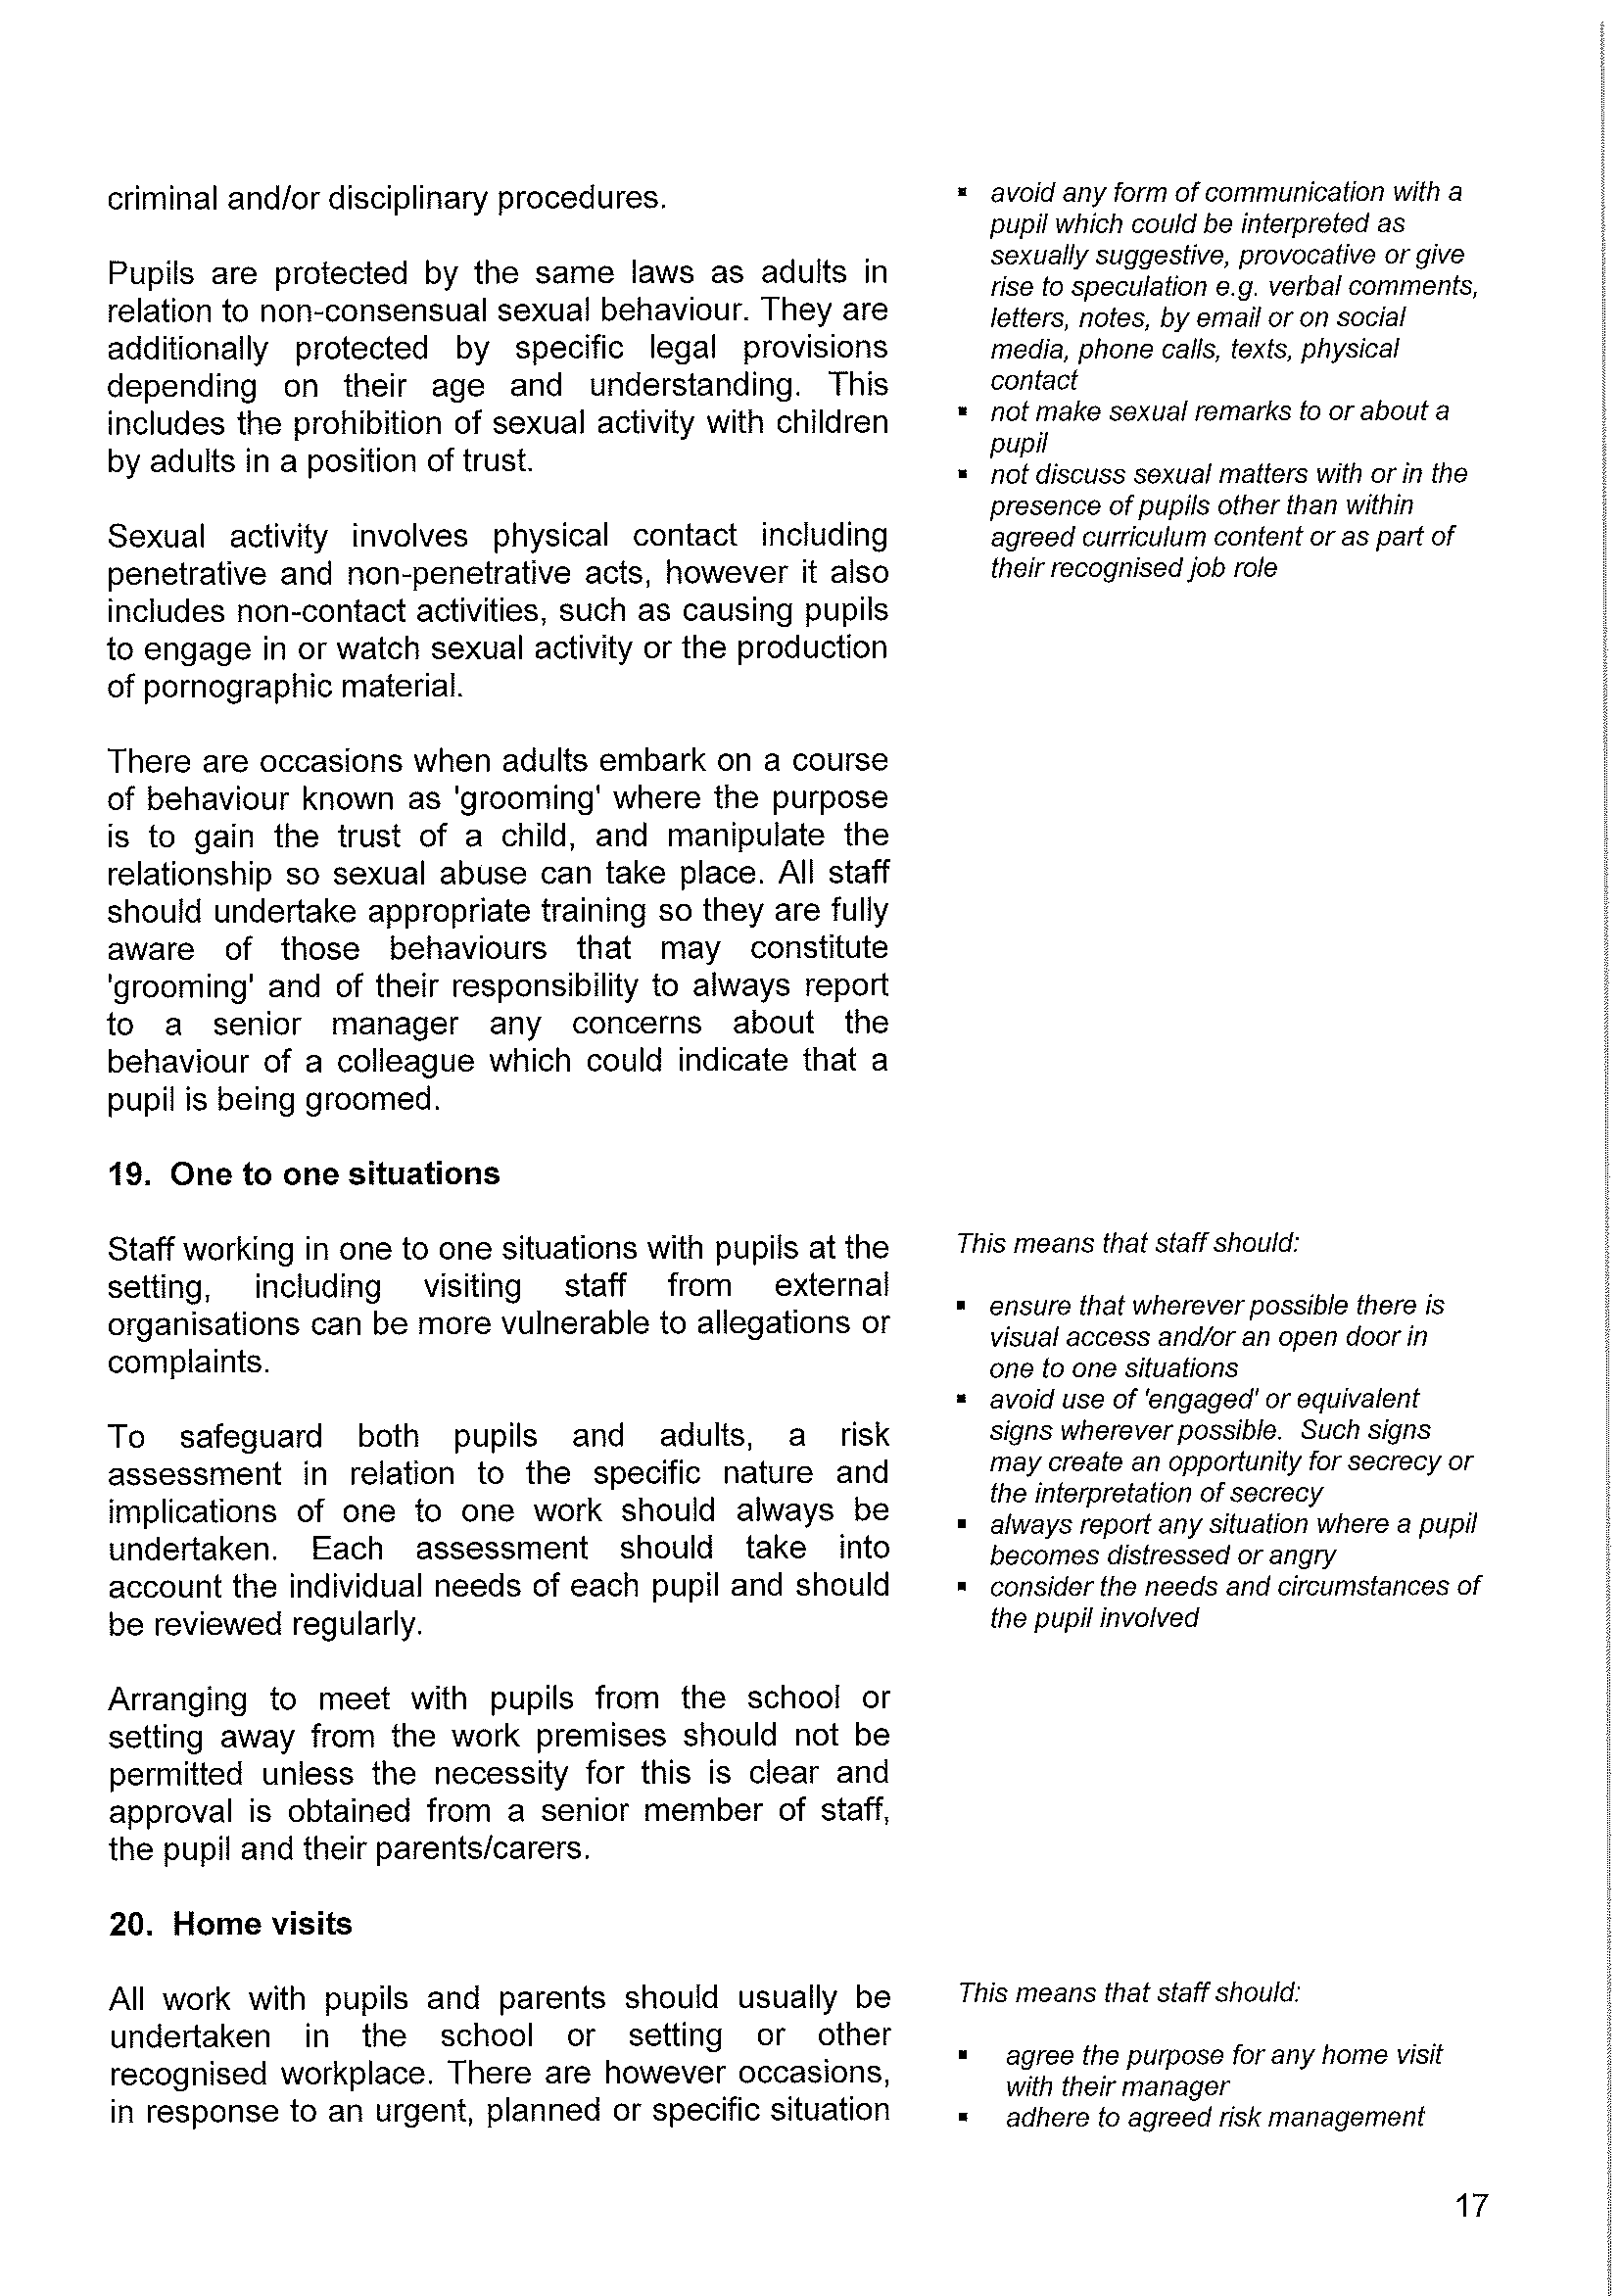 criminal and/or disciplinary procedures.
Pupils are protected by the same laws as adults in
relation to non-consensual sexual behaviour. They are
additionally protected by specific legal provisions
depending on their age and understanding. This
includes the prohibition of sexual activity with children
by adults in a position of trust.
Sexual activity involves physical contact including
penetrative and non-penetrative acts, however it also
includes non-contact activities, such as causing pupils
to engage in or watch sexual activity or the production
of pornographic material.
There are occasions when adults embark on a course
of behaviour known as 'grooming' where the purpose
is to gain the trust of a child, and manipulate the
relationship so sexual abuse can take place. All staff
should undertake appropriate training so they are fully
aware of those behaviours that may constitute
'grooming' and of their responsibility to always report
to a senior manager any concerns about the
behaviour of a colleague which could indicate that a
pupil is being groomed.
▪ avoid any form of communication with a
pupil which could be interpreted as
sexually suggestive, provocative or give
rise to speculation e.g. verbal comments,
letters, notes, by email or on social
media, phone calls, texts, physical
contact
▪ not make sexual remarks to or about a
pupil
▪ not discuss sexual matters with or in the
presence of pupils other than within
agreed curriculum content or as part of
their recognised job role
19. One to one situations
Staff working in one to one situations with pupils at the
setting, including visiting staff from external
organisations can be more vulnerable to allegations or
complaints.
To safeguard both pupils and adults, a risk
assessment in relation to the specific nature and
implications of one to one work should always be
undertaken. Each assessment should take into
account the individual needs of each pupil and should
be reviewed regularly.
Arranging to meet with pupils from the school or
setting away from the work premises should not be
permitted unless the necessity for this is clear and
approval is obtained from a senior member of staff,
the pupil and their parents/carers.
This means that staff should:
▪ ensure that wherever possible there is
visual access and/or an open door in
one to one situations
▪ avoid use of 'engaged' or equivalent
signs wherever possible. Such signs
may create an opportunity for secrecy or
the interpretation of secrecy
▪ always report any situation where a pupil
becomes distressed or angry
▪ consider the needs and circumstances of
the pupil involved
20. Home visits
All work with pupils and parents should usually be
undertaken in the school or setting or other
recognised workplace. There are however occasions,
in response to an urgent, planned or specific situation
This means that staff should:
▪ agree the purpose for any home visit
with their manager
▪ adhere to agreed risk management
17